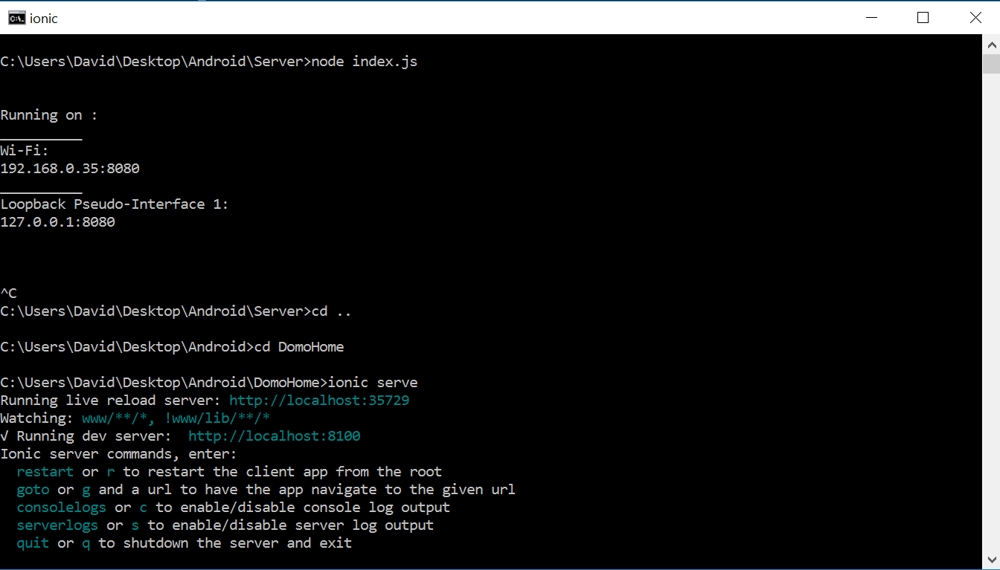 ionic
C:\Users\David\Desktop\Android\Server>node index.js
Running on :
__________
Wi-Fi:
192.168.0.35:8080
__________
Loopback Pseudo-Interface 1:
127.0.0.1:8080
^C
C:\Users\David\Desktop\Android\Server>cd ..
C:\Users\David\Desktop\Android>cd DomoHome
C:\Users\David\Desktop\Android\DomoHome>ionic serve
Running live reload server: http://localhost:35729
Watching: www/**/*, !www/lib/**/*
√ Running dev server:  http://localhost:8100
Ionic server commands, enter:
  restart or r to restart the client app from the root
  goto or g and a url to have the app navigate to the given url
  consolelogs or c to enable/disable console log output
  serverlogs or s to enable/disable server log output
  quit or q to shutdown the server and exit